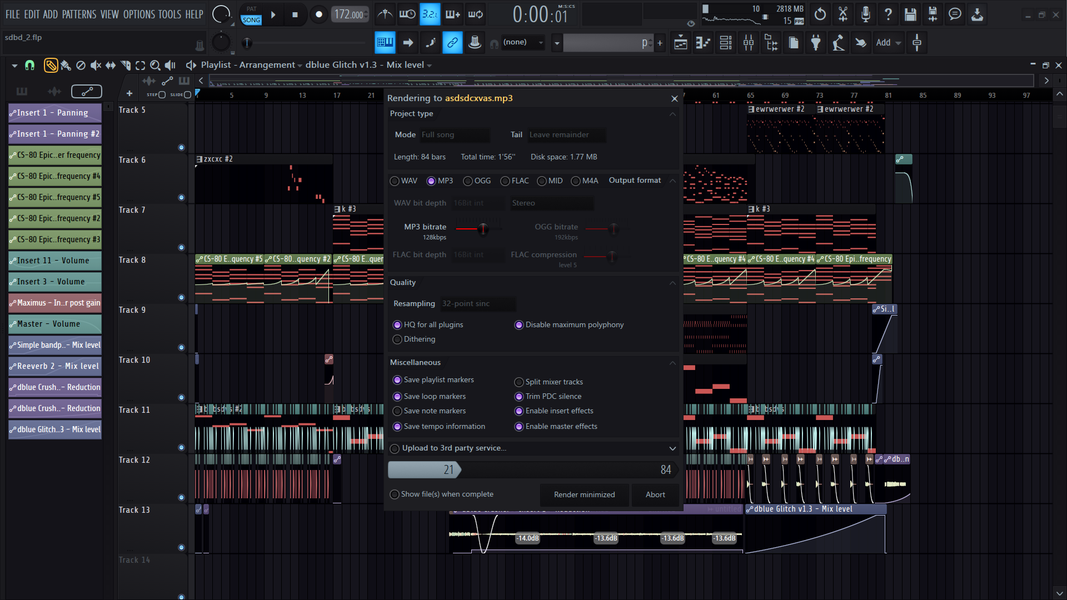 FILE EDIT ADD PATTERNS VIEW OPTIONS TOOLS HELP
PAT
SONG
172.000
3.2:
0:00:01
10
2818 MB
15
sdbd_2.flp
(none)
p
Add
Playlist - Arrangement
dblue Glitch v1.3 - Mix level
STEP
SLIDE
5 9 13 17 21
61 65 69 73 77 81 85 89 93 97
Insert 1 - Panning
Insert 1 - Panning #2
CS-80 Epic.. er frequency
CS-80 Epic..frequency #4
CS-80 Epic..frequency #5
CS-80 Epic..frequency #2
CS-80 Epic..frequency #3
Insert 11 - Volume
Insert 3 - Volume
Maximus - In..r post gain
Master - Volume
Simple bandp.. - Mix level
Reeverb 2 - Mix level
dblue Crush..- Reduction
dblue Crush..- Reduction
dblue Glitch..3 - Mix level
Track 5
ewrwerwer #2
ewrwerwer #2
Track 6
zxcxc #2
Track 7
k #3
k #3
CS-80 E..quency #5
CS-80 E..quency #2
CS-80 E..quency #4
CS-80 E..quency #4
CS-80 Epi..frequency
Track 9
Si..l
Track 10
Track 11
Track 12
db..n
Track 13
dblue Glitch v1.3 - Mix level
-14.0dB
-13.6dB
-13.6dB
-13.6dB
Track 14
Rendering to asdsdcxvas.mp3
Project type
Mode Full song
Tail Leave remainder
Length: 84 bars
Total time: 1'56"
Disk space: 1.77 MB
WAV MP3 OGG FLAC MID M4A Output format
WAV bit depth 16Bit int Stereo
MP3 bitrate
128kbps
OGG bitrate
192kbps
FLAC bit depth 16Bit int
FLAC compression
level 5
Quality
Resampling 32-point sinc
HQ for all plugins
Disable maximum polyphony
Dithering
Miscellaneous
Save playlist markers
Split mixer tracks
Save loop markers
Trim PDC silence
Save note markers
Enable insert effects
Save tempo information
Enable master effects
Upload to 3rd party service...
21
84
Show file(s) when complete
Render minimized
Abort